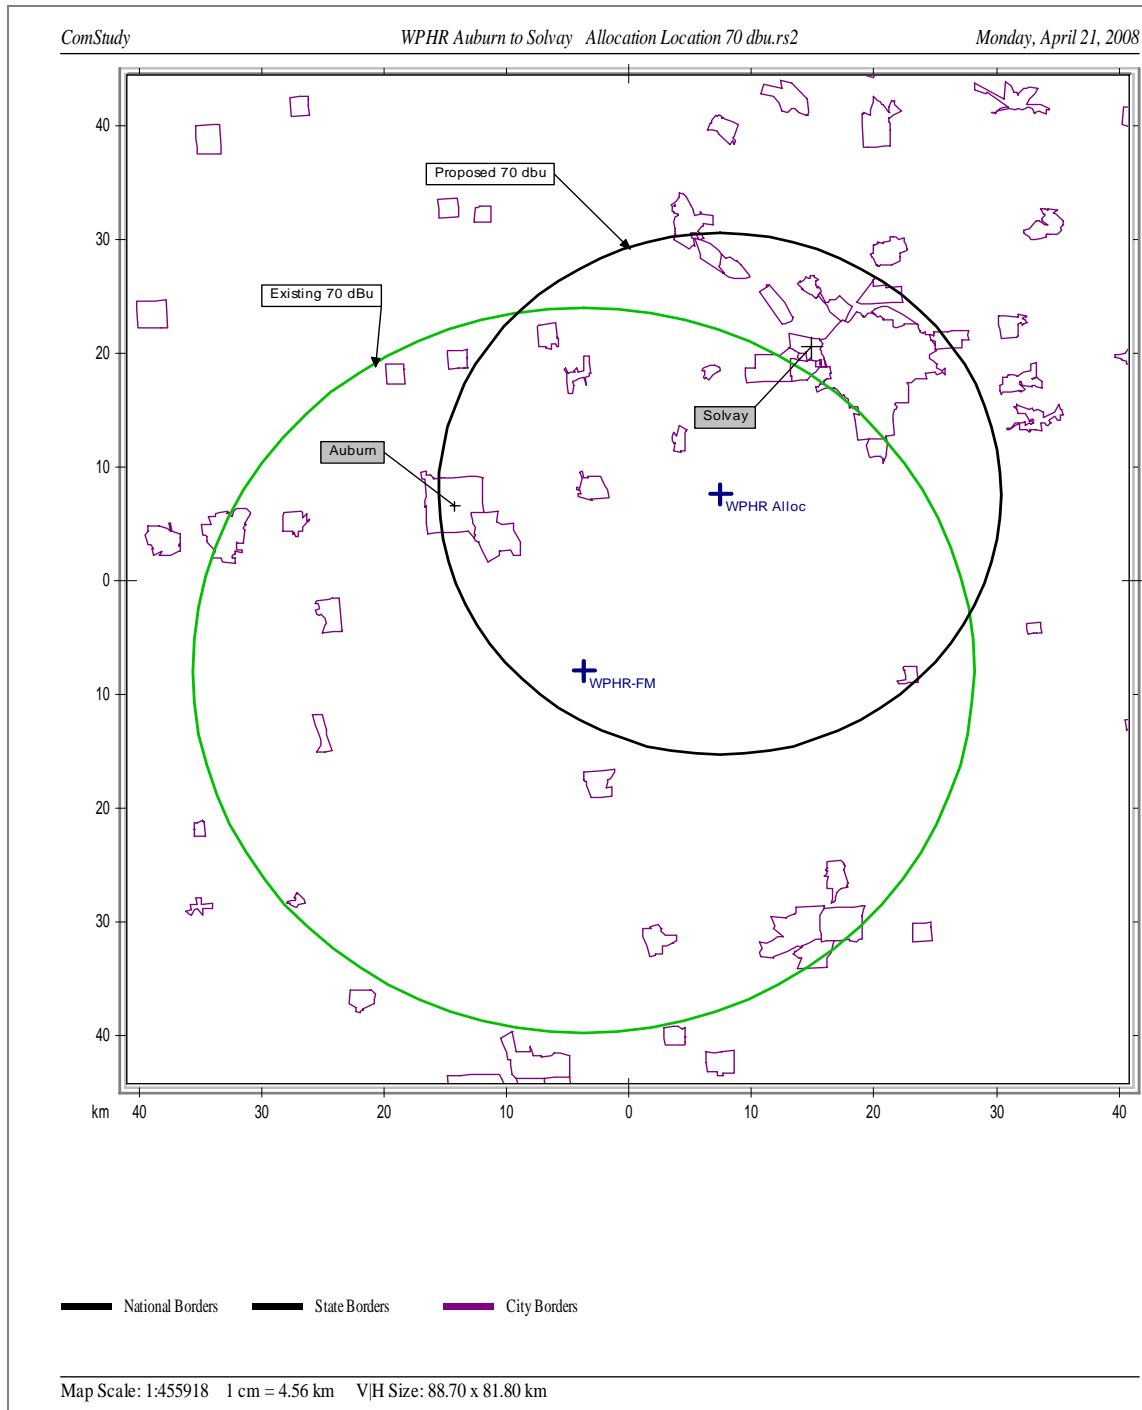 ComStudy WPHR Auburn to Solvay Allocation Location 70 dbu.rs2 Monday, April 21, 2008
40
Proposed 70 dbu
30
Existing 70 dBu
20
Solvay
Auburn
10
WPHR Alloc
0
WPHR-FM
10
20
30
40
km 40 30 20 10 0 10 20 30 40
National Borders State Borders City Borders
Map Scale: 1:455918 1 cm = 4.56 km V|H Size: 88.70 x 81.80 km